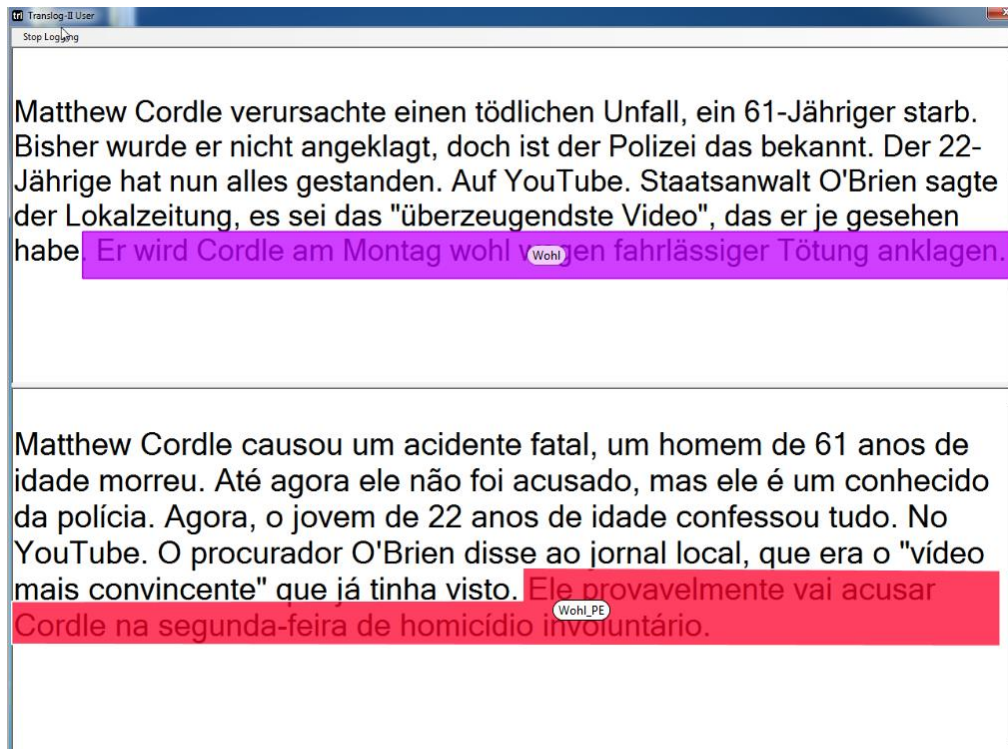 trl Translog-II User
Stop Logging
Matthew Cordle verursachte einen tödlichen Unfall, ein 61-Jähriger starb.
Bisher wurde er nicht angeklagt, doch ist der Polizei das bekannt. Der 22-
Jährige hat nun alles gestanden. Auf YouTube. Staatsanwalt O'Brien sagte
der Lokalzeitung, es sei das "überzeugendste Video", das er je gesehen
habe. Er wird Cordle am Montag wohl wegen fahrlässiger Tötung anklagen.
Wohl
Matthew Cordle causou um acidente fatal, um homem de 61 anos de
idade morreu. Até agora ele não foi acusado, mas ele é um conhecido
da polícia. Agora, o jovem de 22 anos de idade confessou tudo. No
YouTube. O procurador O'Brien disse ao jornal local, que era o "vídeo
mais convincente" que já tinha visto. Ele provavelmente vai acusar
Wohl_PE
Cordle na segunda-feira de homicídio involuntário.